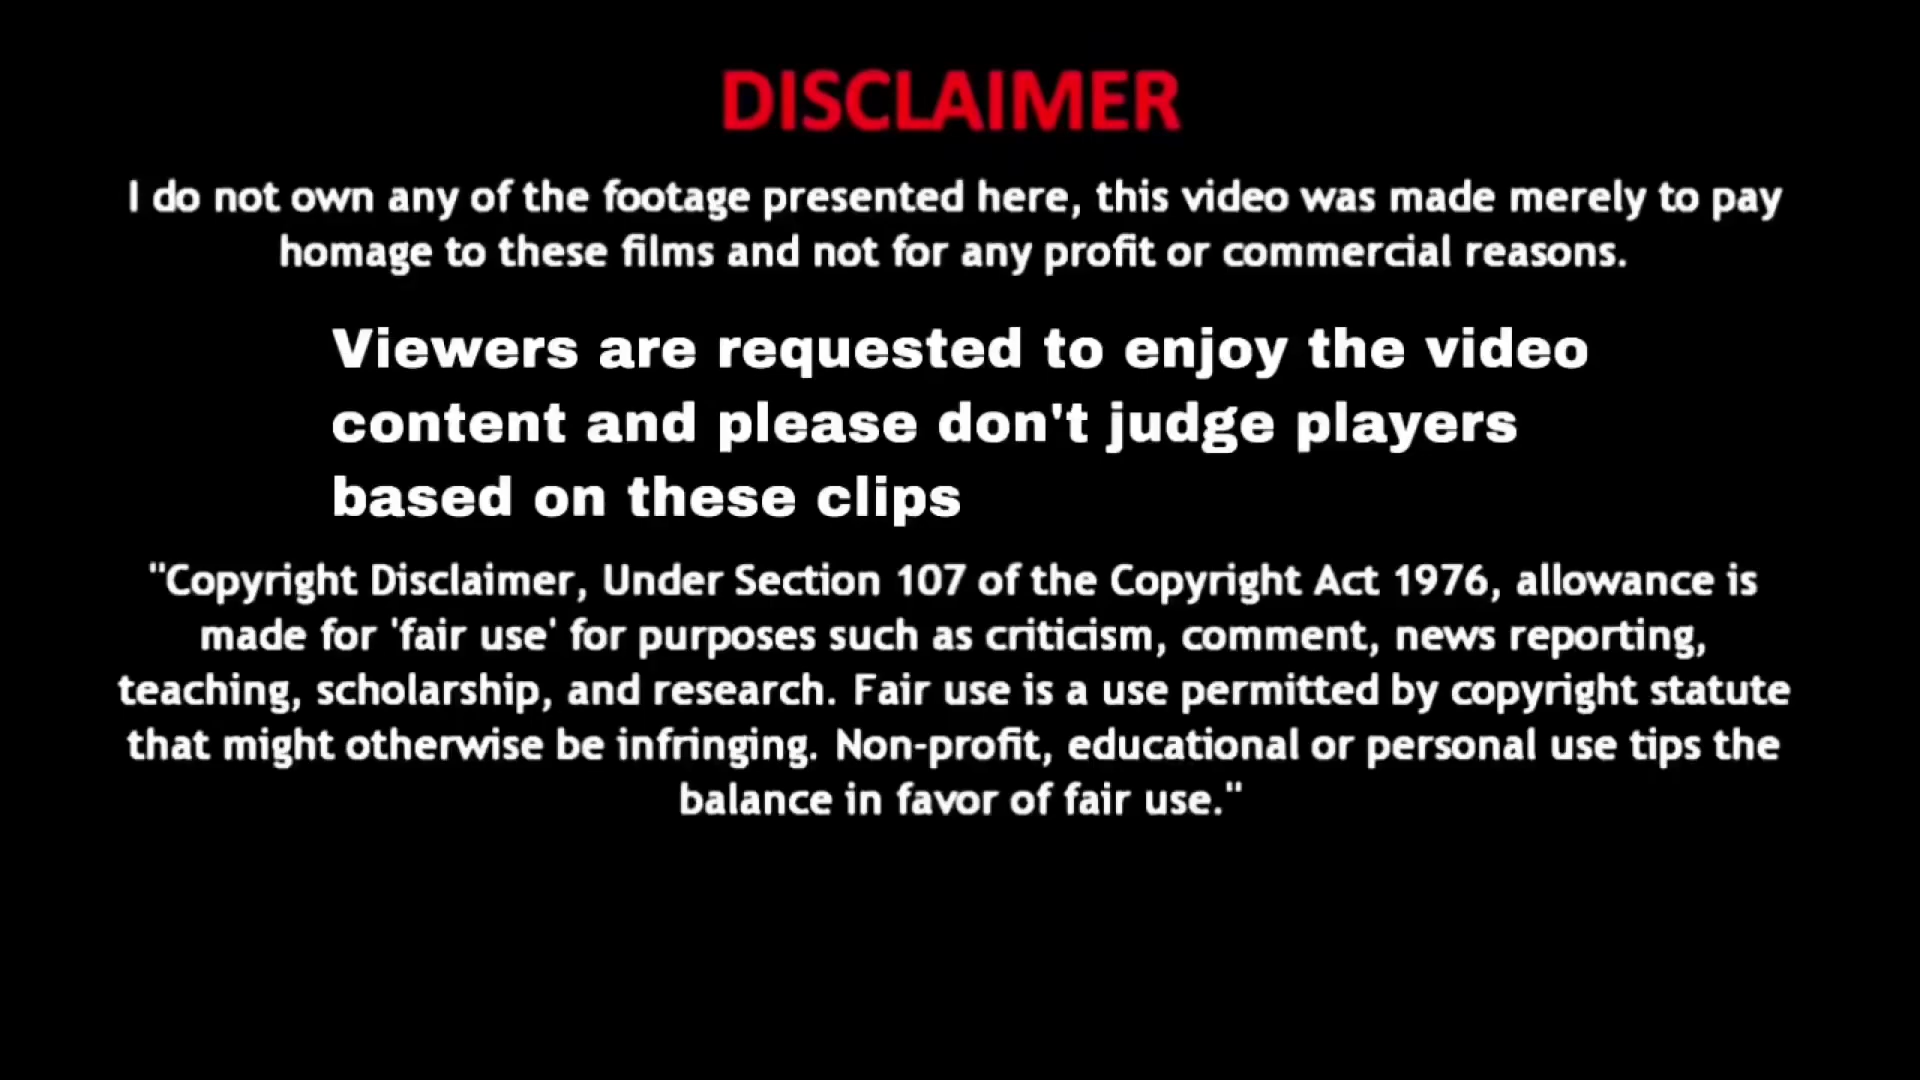 DISCLAIMER
I do not own any of the footage presented here, this video was made merely to pay
homage to these films and not for any profit or commercial reasons.
Viewers are requested to enjoy the video
content and please don't judge players
based on these clips
"Copyright Disclaimer, Under Section 107 of the Copyright Act 1976, allowance is
made for 'fair use' for purposes such as criticism, comment, news reporting,
teaching, scholarship, and research. Fair use is a use permitted by copyright statute
that might otherwise be infringing. Non-profit, educational or personal use tips the
balance in favor of fair use."